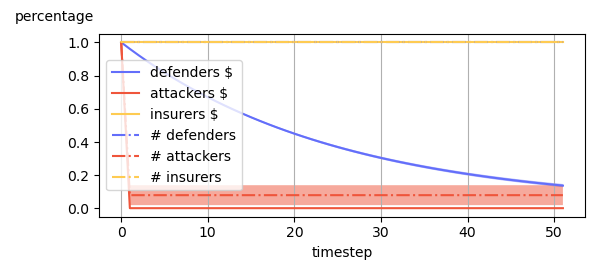 percentage
1.0
0.8
0.6
0.4
0.2
0.0
defenders $
attackers $
insurers $
# defenders
# attackers
# insurers
0 10 20 30 40 50
timestep